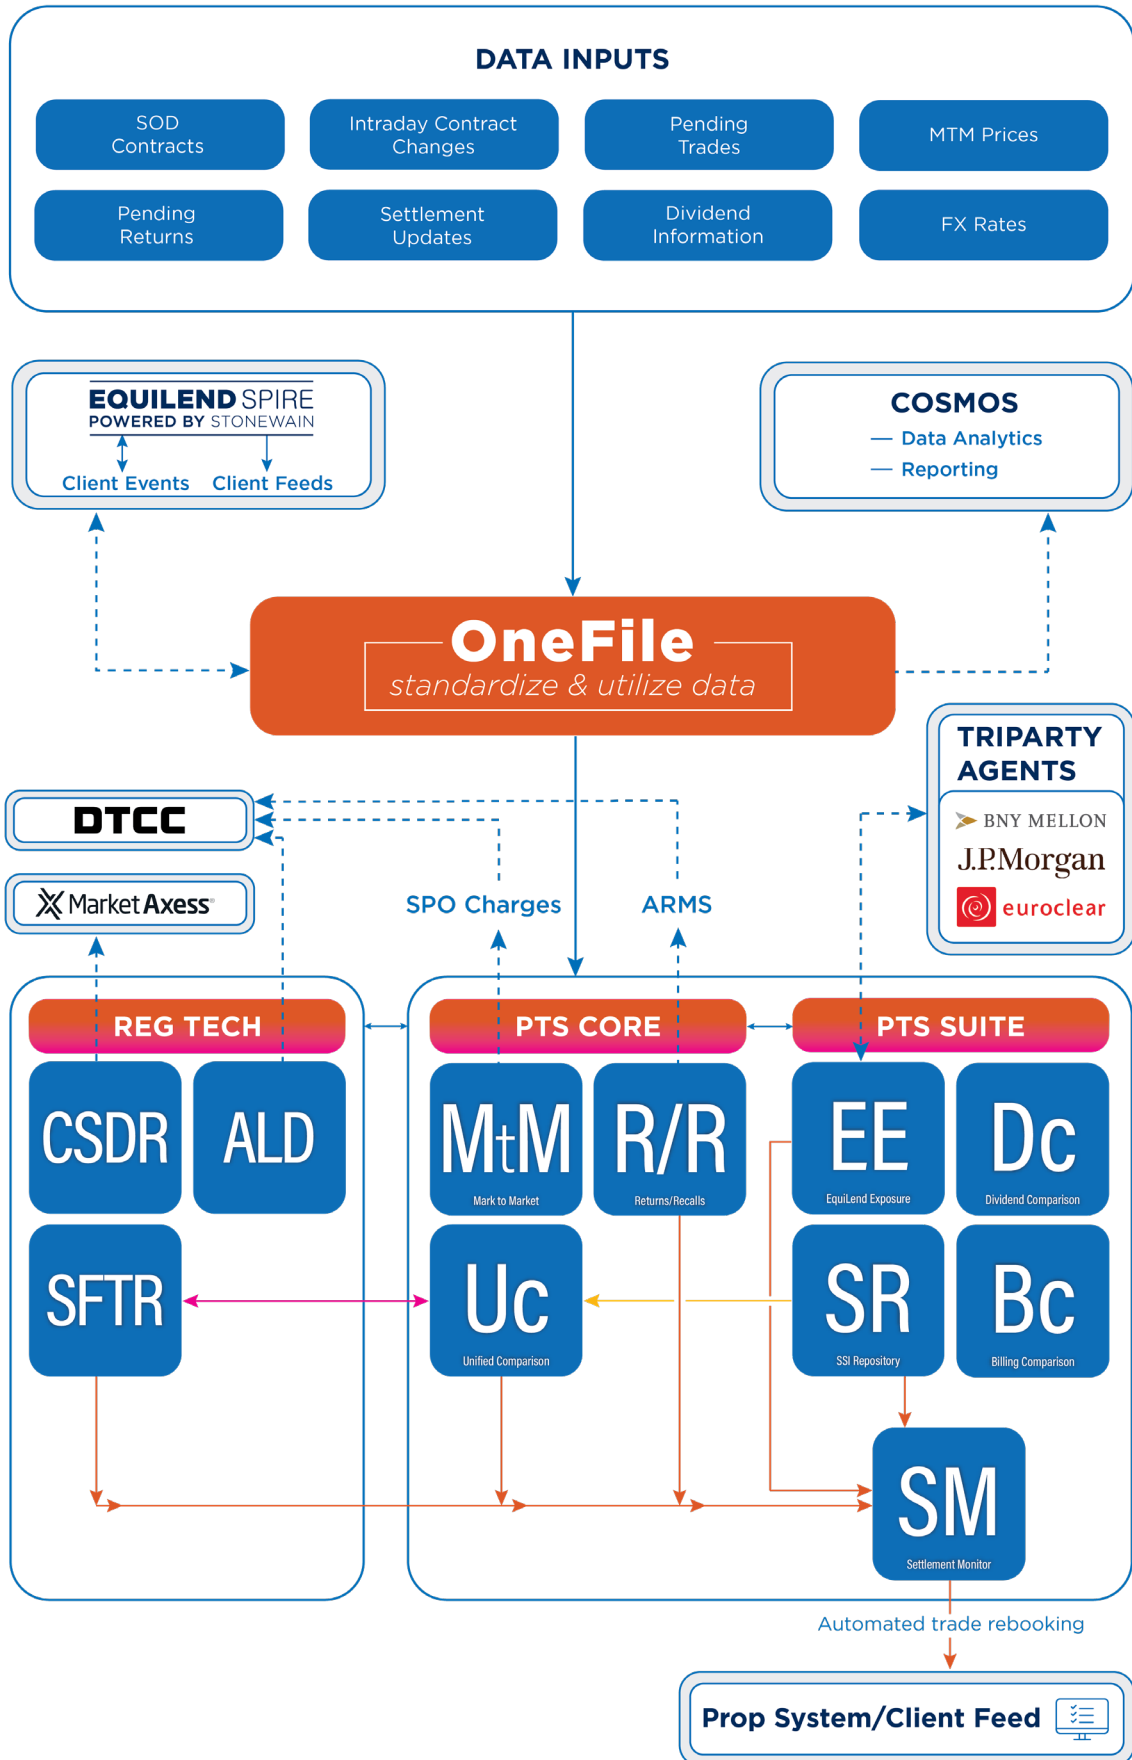 DATA INPUTS
SOD
Contracts
Intraday Contract
Changes
Pending
Trades
MTM Prices
Pending
Returns
Settlement
Updates
Dividend
Information
FX Rates
EQUILEND SPIRE
POWERED BY STONEWAIN
Client Events
Client Feeds
COSMOS
— Data Analytics
— Reporting
OneFile
standardize & utilize data
TRIPARTY
AGENTS
BNY MELLON
J.P.Morgan
euroclear
DTCC
MarketAxess®
SPO Charges
ARMS
REG TECH
PTS CORE
PTS SUITE
CSDR
ALD
MtM
Mark to Market
R/R
Returns/Recalls
EE
EquiLend Exposure
Dc
Dividend Comparison
SFTR
Uc
Unified Comparison
SR
SSI Repository
Bc
Billing Comparison
SM
Settlement Monitor
Automated trade rebooking
Prop System/Client Feed